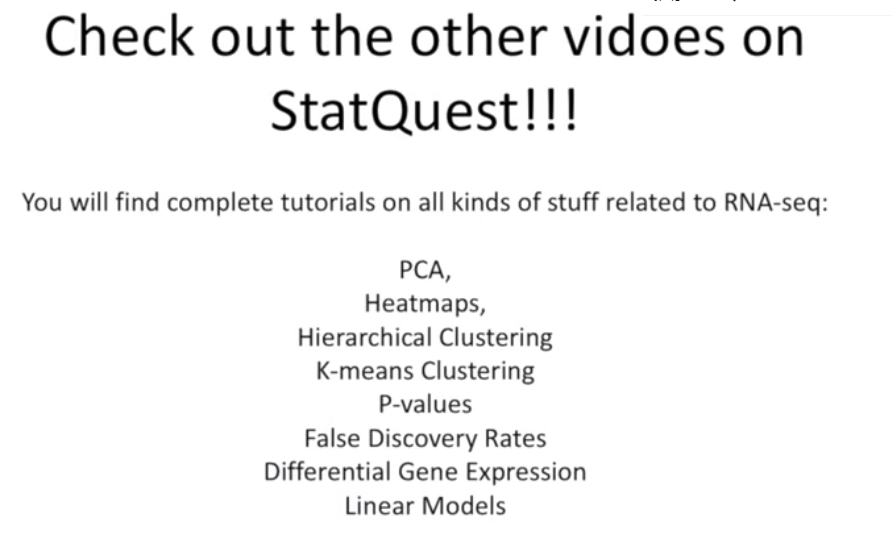 Check out the other vidoes on
StatQuest!!!
You will find complete tutorials on all kinds of stuff related to RNA-seq:
PCA,
Heatmaps,
Hierarchical Clustering
K-means Clustering
P-values
False Discovery Rates
Differential Gene Expression
Linear Models